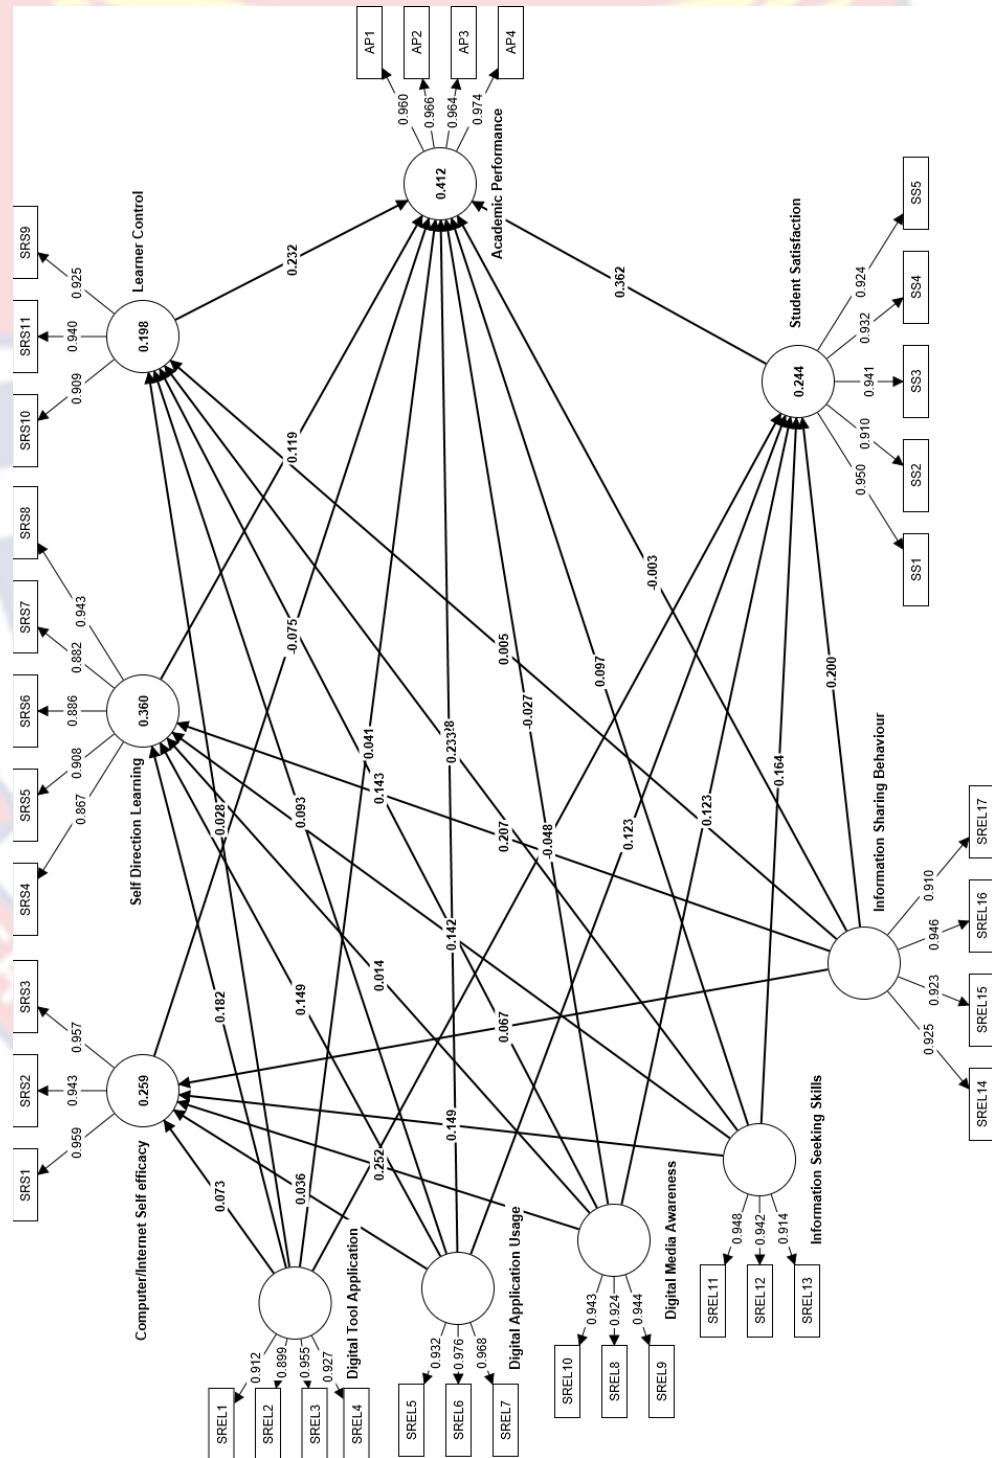 SREL1
SREL2
SREL3
SREL4
0.912
0.899
0.955
0.927
Digital Tool Application
SREL5
SREL6
SREL7
0.932
0.976
0.968
Digital Application Usage
SREL10
SREL8
SREL9
0.943
0.924
0.944
Digital Media Awareness
SREL11
SREL12
SREL13
0.948
0.942
0.914
Information Seeking Skills
SREL14
SREL15
SREL16
SREL17
0.925
0.923
0.946
0.910
Information Sharing Behaviour
SRS1
SRS2
SRS3
0.959
0.943
0.957
0.259
Computer/Internet Self efficacy
SRS4
SRS5
SRS6
SRS7
SRS8
0.867
0.908
0.886
0.882
0.943
0.360
Self Direction Learning
SRS10
SRS11
SRS9
0.909
0.940
0.925
0.198
Learner Control
SS1
SS2
SS3
SS4
SS5
0.950
0.910
0.941
0.932
0.924
0.244
Student Satisfaction
AP1
AP2
AP3
AP4
0.960
0.966
0.964
0.974
0.412
Academic Performance
0.073
0.036
0.252
0.149
0.067
0.182
0.149
0.014
0.142
0.207
0.028
0.093
0.143
0.233
0.005
0.041
-0.048
0.123
0.123
0.164
0.200
-0.075
-0.027
0.097
-0.003
0.119
0.232
0.362